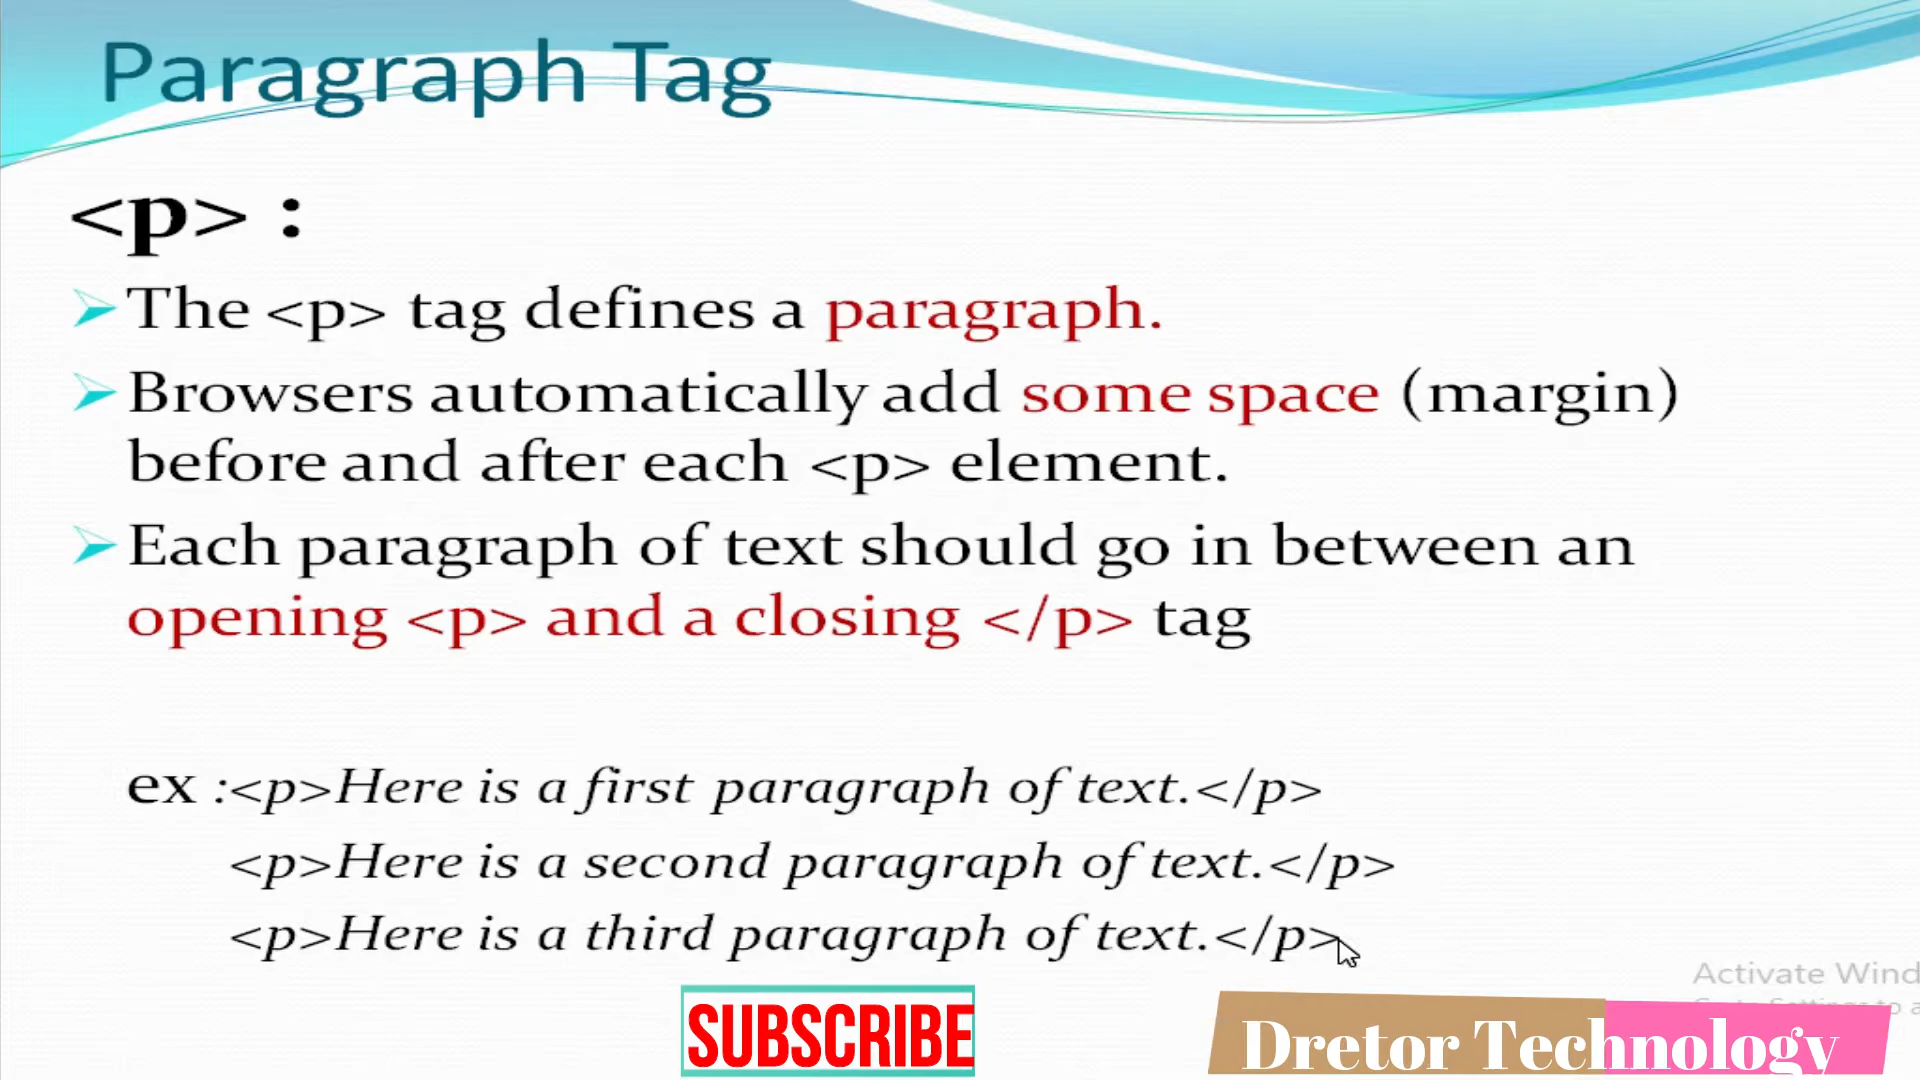 Paragraph Tag
<p> :
The <p> tag defines a paragraph.
Browsers automatically add some space (margin)
before and after each <p> element.
Each paragraph of text should go in between an
opening <p> and a closing </p> tag
ex :<p>Here is a first paragraph of text.</p>
<p>Here is a second paragraph of text.</p>
<p>Here is a third paragraph of text.</p>
Activate Wind
SUBSCRIBE
Dretor Technology